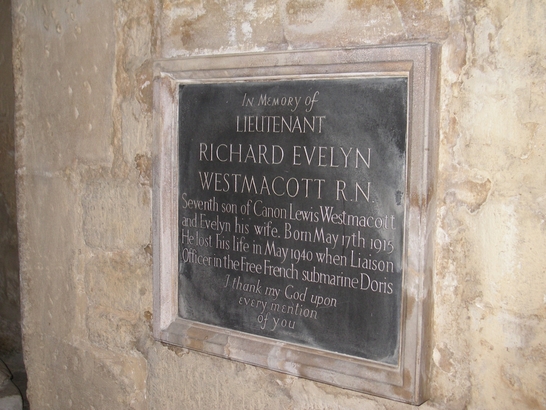 In Memory of
LIEUTENANT
RICHARD EVELYN
WESTMACOTT R.N.
Seventh son of Canon Lewis Westmacott
and Evelyn his wife. Born May 17th 1915
He lost his life in May 1940 when Liaison
Officer in the Free French submarine Doris
I thank my God upon
every mention
of you